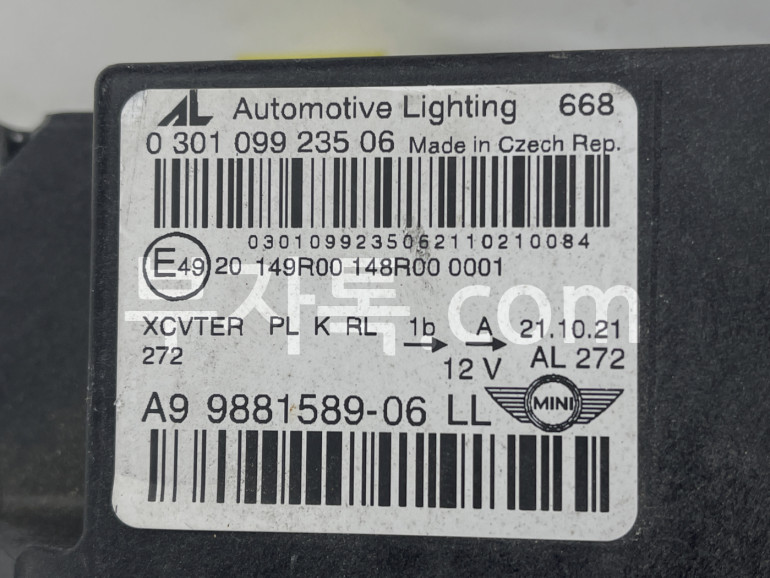 AL Automotive Lighting 668
0 301 099 235 06 Made in Czech Rep.
0301099235062110210084
E49 20 149R00 148R00 0001
부자록.com
XCVTER PL K RL 1b A 21.10.21
272 12 V AL 272
A9 9881589-06 LL MINI